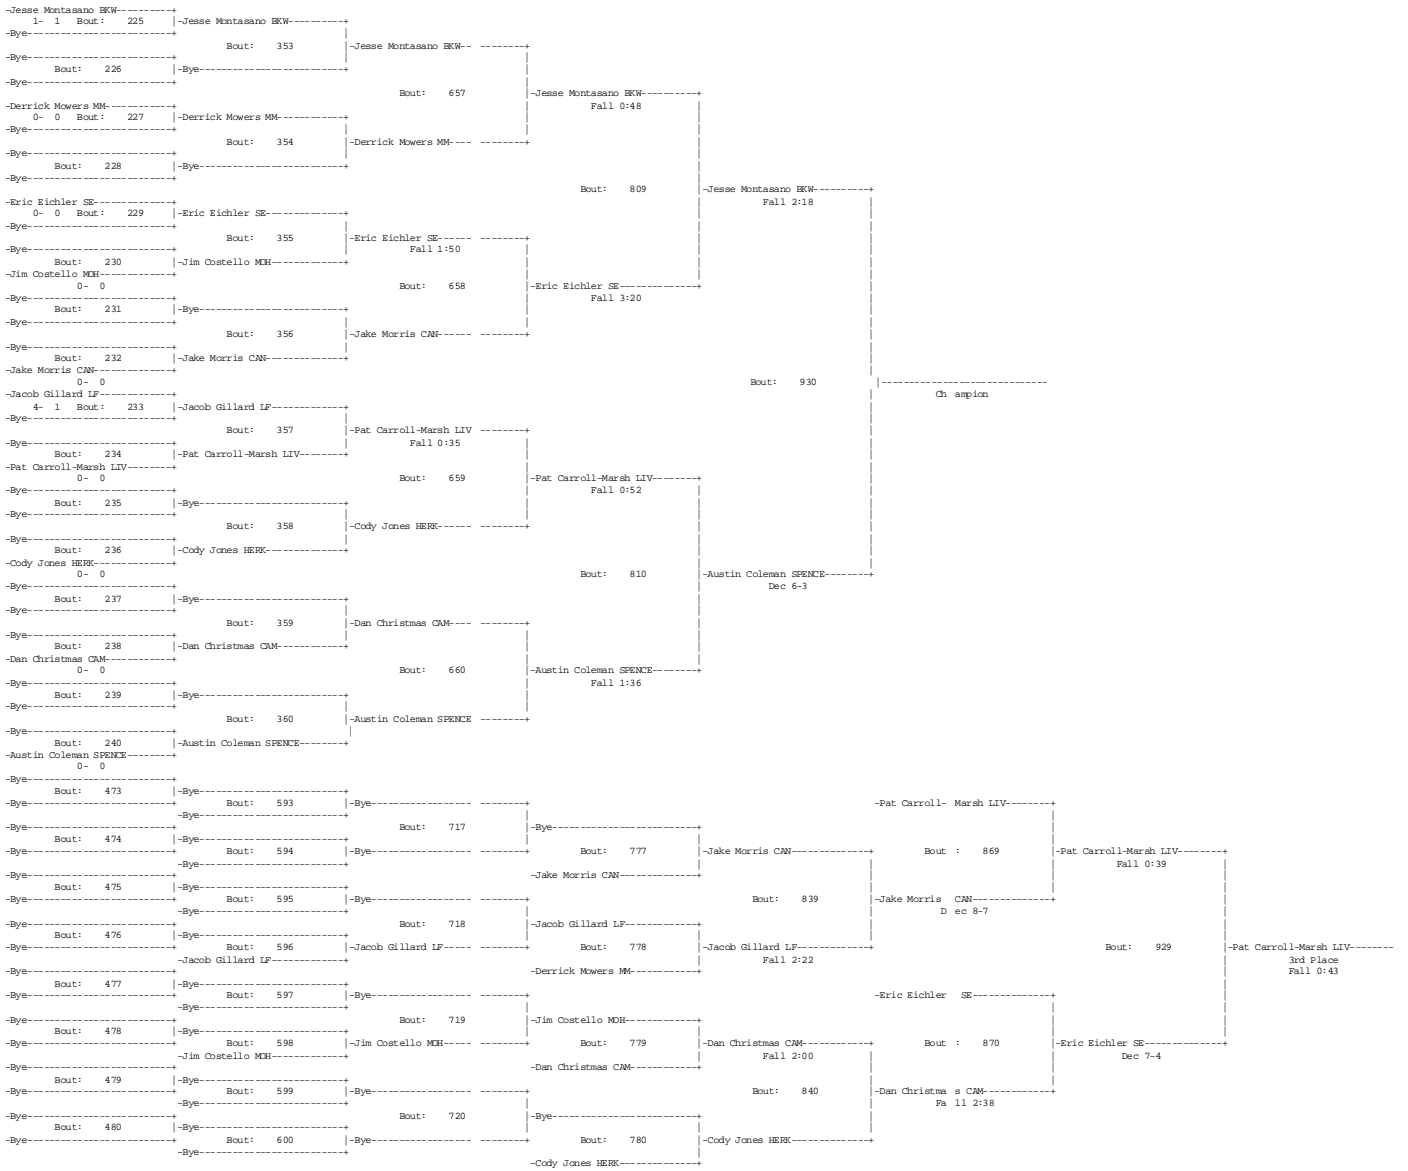 -Jesse Montasano BKW----------+
1- 1 Bout: 225 |-Jesse Montasano BKW----------+
-Bye--------------------------+ |
Bout: 353 |-Jesse Montasano BKW-- --------+
-Bye--------------------------+ | |
Bout: 226 |-Bye--------------------------+ |
-Bye--------------------------+ |
Bout: 657 |-Jesse Montasano BKW----------+
-Derrick Mowers MM------------+ | Fall 0:48 |
0- 0 Bout: 227 |-Derrick Mowers MM------------+ | |
-Bye--------------------------+ | | |
Bout: 354 |-Derrick Mowers MM---- --------+ |
-Bye--------------------------+ | |
Bout: 228 |-Bye--------------------------+ |
-Bye--------------------------+ |
Bout: 809 |-Jesse Montasano BKW----------+
-Eric Eichler SE--------------+ | Fall 2:18 |
0- 0 Bout: 229 |-Eric Eichler SE--------------+ | |
-Bye--------------------------+ | | |
Bout: 355 |-Eric Eichler SE------ --------+ | |
-Bye--------------------------+ | Fall 1:50 | | |
Bout: 230 |-Jim Costello MOH-------------+ | | |
-Jim Costello MOH-------------+ | | |
0- 0 Bout: 658 |-Eric Eichler SE--------------+ |
-Bye--------------------------+ | Fall 3:20 |
Bout: 231 |-Bye--------------------------+ | |
-Bye--------------------------+ | | |
Bout: 356 |-Jake Morris CAN------ --------+ |
-Bye--------------------------+ | |
Bout: 232 |-Jake Morris CAN--------------+ |
-Jake Morris CAN--------------+ |
0- 0 Bout: 930 |------------------------------
-Jacob Gillard LF-------------+ | Ch ampion
4- 1 Bout: 233 |-Jacob Gillard LF-------------+ |
-Bye--------------------------+ | |
Bout: 357 |-Pat Carroll-Marsh LIV --------+ |
-Bye--------------------------+ | Fall 0:35 | |
Bout: 234 |-Pat Carroll-Marsh LIV--------+ | |
-Pat Carroll-Marsh LIV--------+ | |
0- 0 Bout: 659 |-Pat Carroll-Marsh LIV--------+ |
-Bye--------------------------+ | Fall 0:52 | |
Bout: 235 |-Bye--------------------------+ | | |
-Bye--------------------------+ | | | |
Bout: 358 |-Cody Jones HERK------ --------+ | |
-Bye--------------------------+ | | |
Bout: 236 |-Cody Jones HERK--------------+ | |
-Cody Jones HERK--------------+ | |
0- 0 Bout: 810 |-Austin Coleman SPENCE--------+
-Bye--------------------------+ | Dec 6-3
Bout: 237 |-Bye--------------------------+ |
-Bye--------------------------+ | |
Bout: 359 |-Dan Christmas CAM---- --------+ |
-Bye--------------------------+ | | |
Bout: 238 |-Dan Christmas CAM------------+ | |
-Dan Christmas CAM------------+ | |
0- 0 Bout: 660 |-Austin Coleman SPENCE--------+
-Bye--------------------------+ | Fall 1:36
Bout: 239 |-Bye--------------------------+ |
-Bye--------------------------+ | |
Bout: 360 |-Austin Coleman SPENCE --------+
-Bye--------------------------+ |
Bout: 240 |-Austin Coleman SPENCE--------+
-Austin Coleman SPENCE--------+
0- 0
-Bye--------------------------+
Bout: 473 |-Bye--------------------------+
-Bye--------------------------+ Bout: 593 |-Bye----------------- --------+ -Pat Carroll- Marsh LIV--------+
-Bye--------------------------+ | |
-Bye--------------------------+ Bout: 717 |-Bye--------------------------+ |
Bout: 474 |-Bye--------------------------+ | | |
-Bye--------------------------+ Bout: 594 |-Bye----------------- --------+ Bout: 777 |-Jake Morris CAN--------------+ Bout : 869 |-Pat Carroll-Marsh LIV--------+
-Bye--------------------------+ | | | Fall 0:39 |
-Bye--------------------------+ -Jake Morris CAN--------------+ | | |
Bout: 475 |-Bye--------------------------+ | | |
-Bye--------------------------+ Bout: 595 |-Bye----------------- --------+ Bout: 839 |-Jake Morris CAN--------------+ |
-Bye--------------------------+ | | D ec 8-7 |
-Bye--------------------------+ Bout: 718 |-Jacob Gillard LF-------------+ | |
Bout: 476 |-Bye--------------------------+ | | | |
-Bye--------------------------+ Bout: 596 |-Jacob Gillard LF----- --------+ Bout: 778 |-Jacob Gillard LF-------------+ Bout: 929 |-Pat Carroll-Marsh LIV--------
-Jacob Gillard LF-------------+ | Fall 2:22 | 3rd Place
-Bye--------------------------+ -Derrick Mowers MM------------+ | Fall 0:43
Bout: 477 |-Bye--------------------------+ |
-Bye--------------------------+ Bout: 597 |-Bye----------------- --------+ -Eric Eichler SE--------------+ |
-Bye--------------------------+ | | |
-Bye--------------------------+ Bout: 719 |-Jim Costello MOH-------------+ | |
Bout: 478 |-Bye--------------------------+ | | | |
-Bye--------------------------+ Bout: 598 |-Jim Costello MOH----- --------+ Bout: 779 |-Dan Christmas CAM------------+ Bout : 870 |-Eric Eichler SE--------------+
-Jim Costello MOH-------------+ | Fall 2:00 | | Dec 7-4
-Bye--------------------------+ -Dan Christmas CAM------------+ | |
Bout: 479 |-Bye--------------------------+ | |
-Bye--------------------------+ Bout: 599 |-Bye----------------- --------+ Bout: 840 |-Dan Christma s CAM------------+
-Bye--------------------------+ | | Fa ll 2:38
-Bye--------------------------+ Bout: 720 |-Bye--------------------------+ |
Bout: 480 |-Bye--------------------------+ | | |
-Bye--------------------------+ Bout: 600 |-Bye----------------- --------+ Bout: 780 |-Cody Jones HERK--------------+
-Bye--------------------------+ |
-Cody Jones HERK--------------+